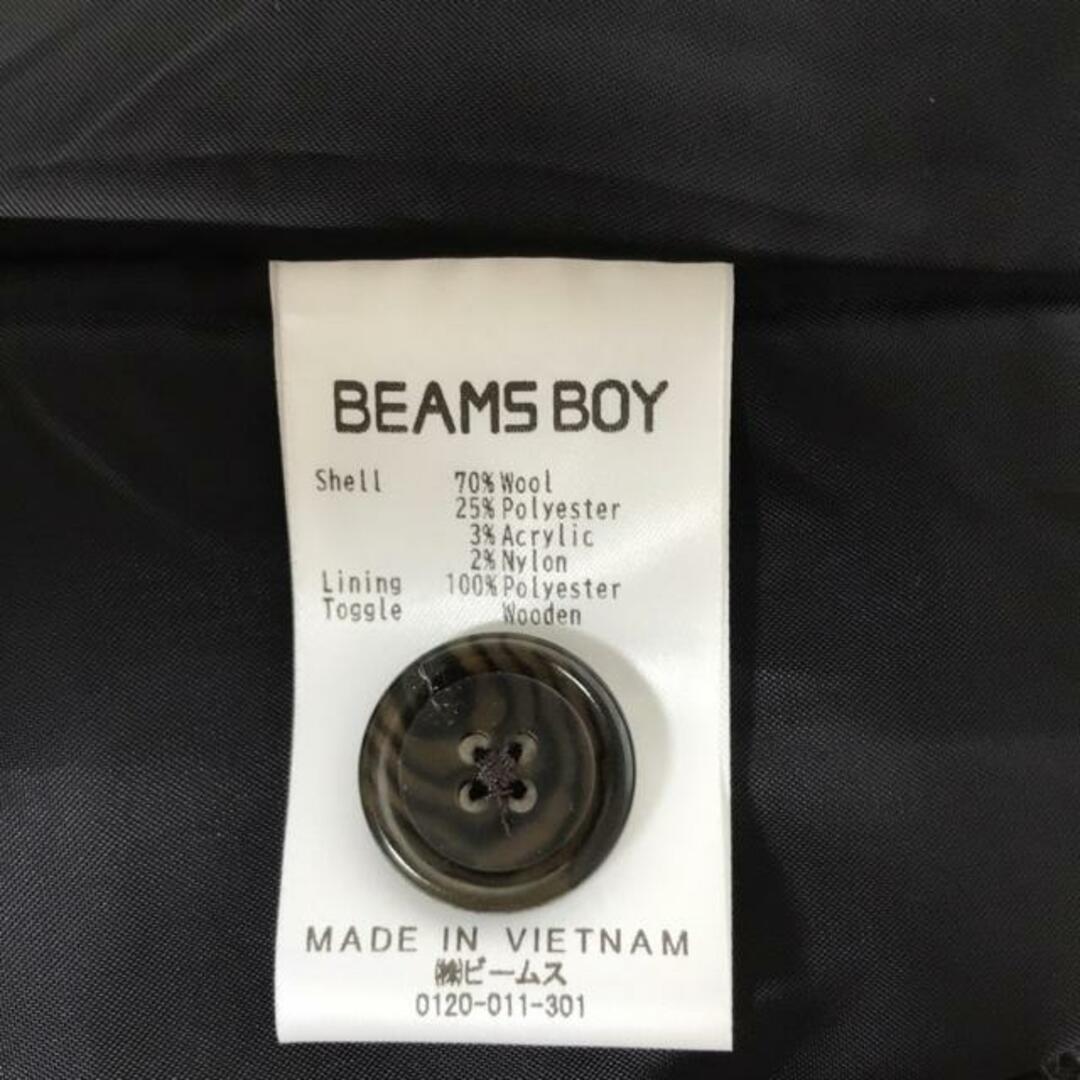 BEAMS BOY
Shell 70% Wool
25% Polyester
3% Acrylic
2% Nylon
Lining 100% Polyester
Toggle Wooden
MADE IN VIETNAM
㈱ビームス
0120-011-301